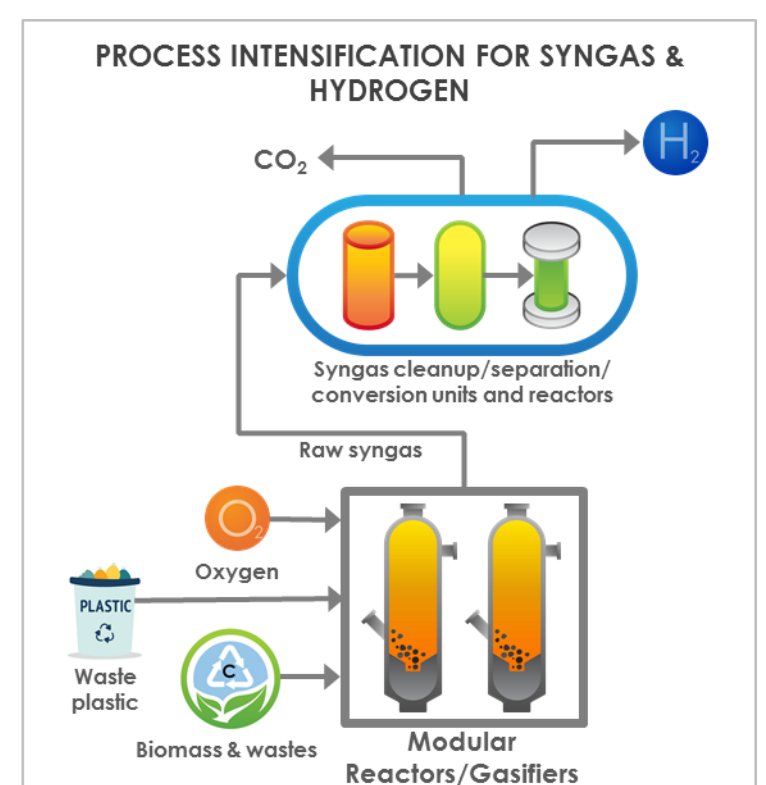 PROCESS INTENSIFICATION FOR SYNGAS &
HYDROGEN
CO₂
H₂
Syngas cleanup/separation/
conversion units and reactors
Raw syngas
O₂
Oxygen
PLASTIC
Waste
plastic
C
Biomass & wastes
Modular
Reactors/Gasifiers